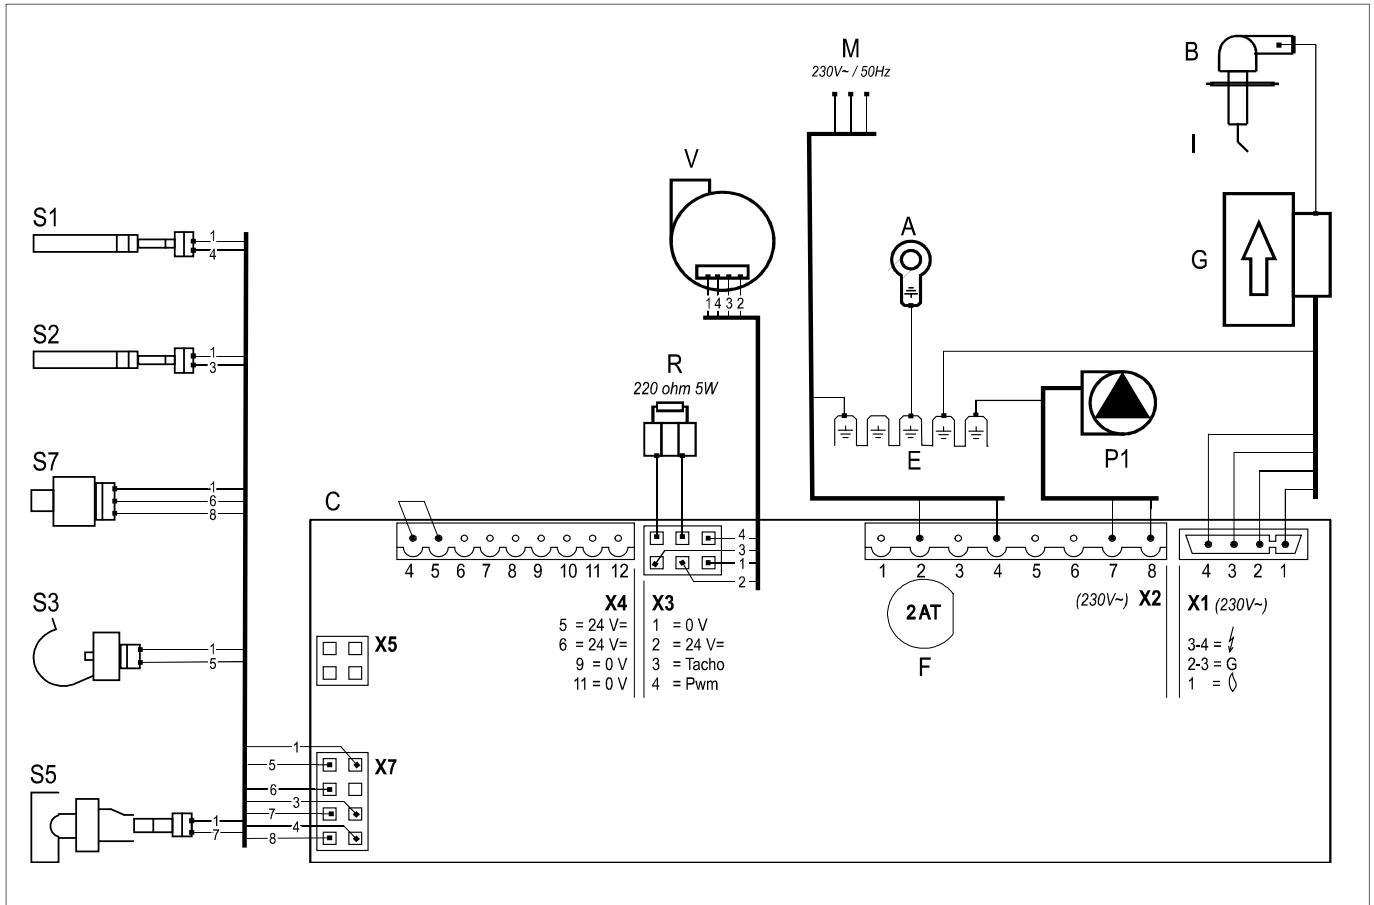 M
230V~ / 50Hz
B
I
V
A
G
S1
1
4
1 4 3 2
S2
1
3
R
220 ohm 5W
E
P1
S7
1
6
8
C
4 5 6 7 8 9 10 11 12
4
3
1
2
1 2 3 4 5 6 7 8
4 3 2 1
X4
5 = 24 V=
6 = 24 V=
9 = 0 V
11 = 0 V
X3
1 = 0 V
2 = 24 V=
3 = Tacho
4 = Pwm
2AT
F
(230V~) X2
X1 (230V~)
3-4 =
2-3 = G
1 =
S3
1
5
X5
X7
1
5
6
3
7
4
8
S5
1
7